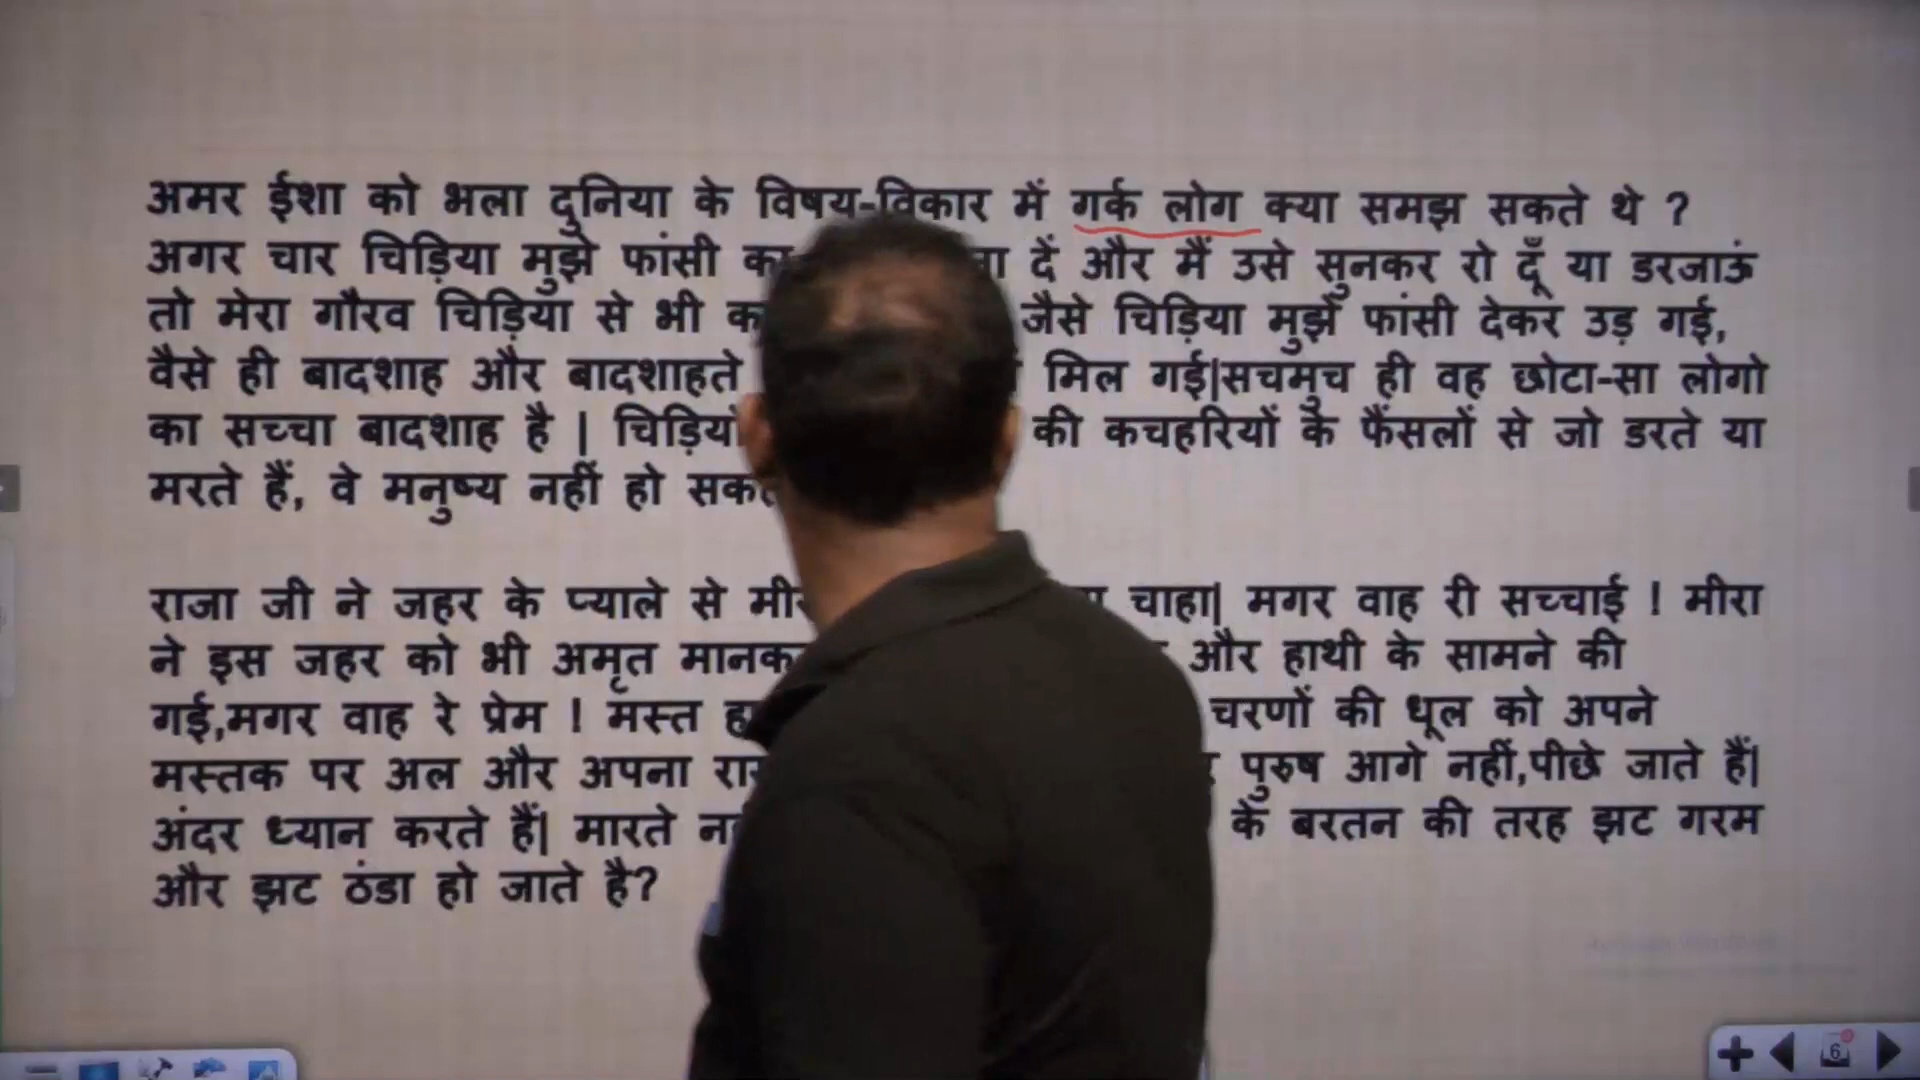 अमर ईशा को भला दुनिया के विषय-विकार में गर्क लोग क्या समझ सकते थे ?
अगर चार चिड़िया मुझे फांसी दें और मैं उसे सुनकर रो दूँ या डरजाऊं
तो मेरा गौरव चिड़िया से भी जैसे चिड़िया मुझे फांसी देकर उड़ गई,
वैसे ही बादशाह और बादशाहते मिल गई|सचमुच ही वह छोटा-सा लोगो
का सच्चा बादशाह है | की कचहरियों के फैंसलों से जो डरते या
मरते हैं, वे मनुष्य नहीं हो
राजा जी ने जहर के प्याले से चाहा| मगर वाह री सच्चाई ! मीरा
ने इस जहर को भी अमृत और हाथी के सामने की
गई,मगर वाह रे प्रेम ! मस्त चरणों की धूल को अपने
मस्तक पर अल और अपना पुरुष आगे नहीं,पीछे जाते हैं|
अंदर ध्यान करते हैं| मारते के बरतन की तरह झट गरम
और झट ठंडा हो जाते है?
6